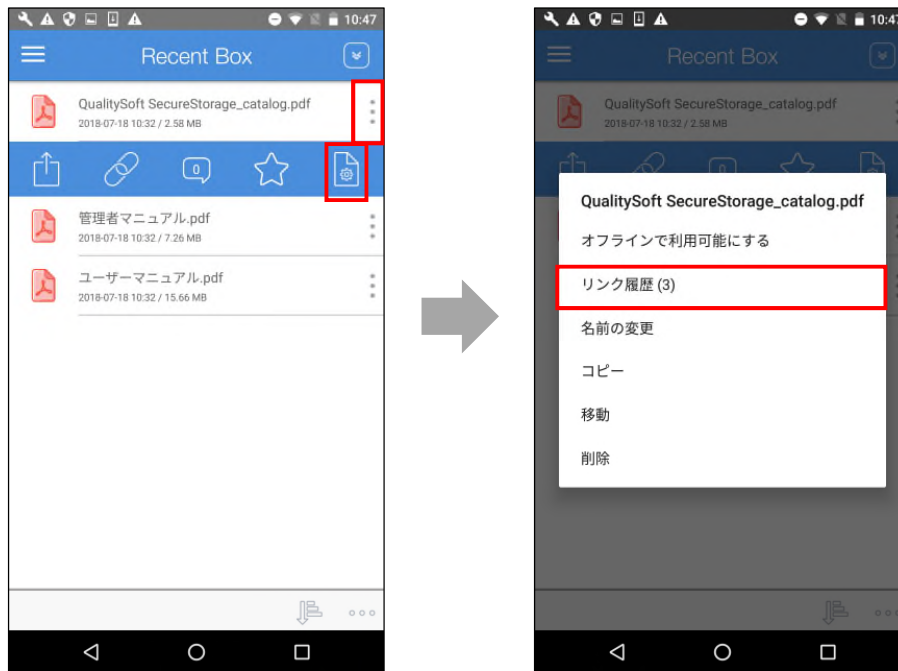 10:47
Recent Box
QualitySoft SecureStorage_catalog.pdf
2018-07-18 10:32 / 2.58 MB
0
管理者マニュアル.pdf
2018-07-18 10:32 / 7.26 MB
ユーザーマニュアル.pdf
2018-07-18 10:32 / 15.66 MB
10:47
Recent Box
QualitySoft SecureStorage_catalog.pdf
2018-07-18 10:32 / 2.58 MB
QualitySoft SecureStorage_catalog.pdf
オフラインで利用可能にする
リンク履歴 (3)
名前の変更
コピー
移動
削除